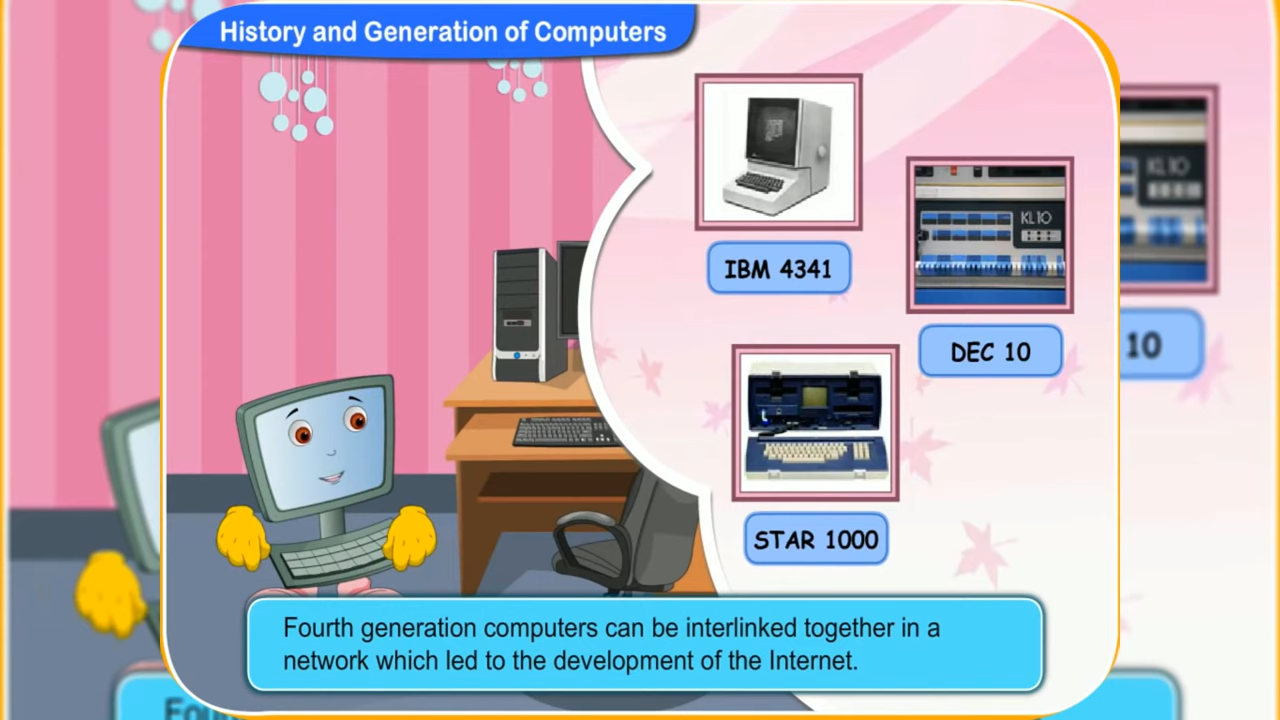 History and Generation of Computers
IBM 4341
KL10
KL10
DEC 10
10
STAR 1000
Fourth generation computers can be interlinked together in a
network which led to the development of the Internet.